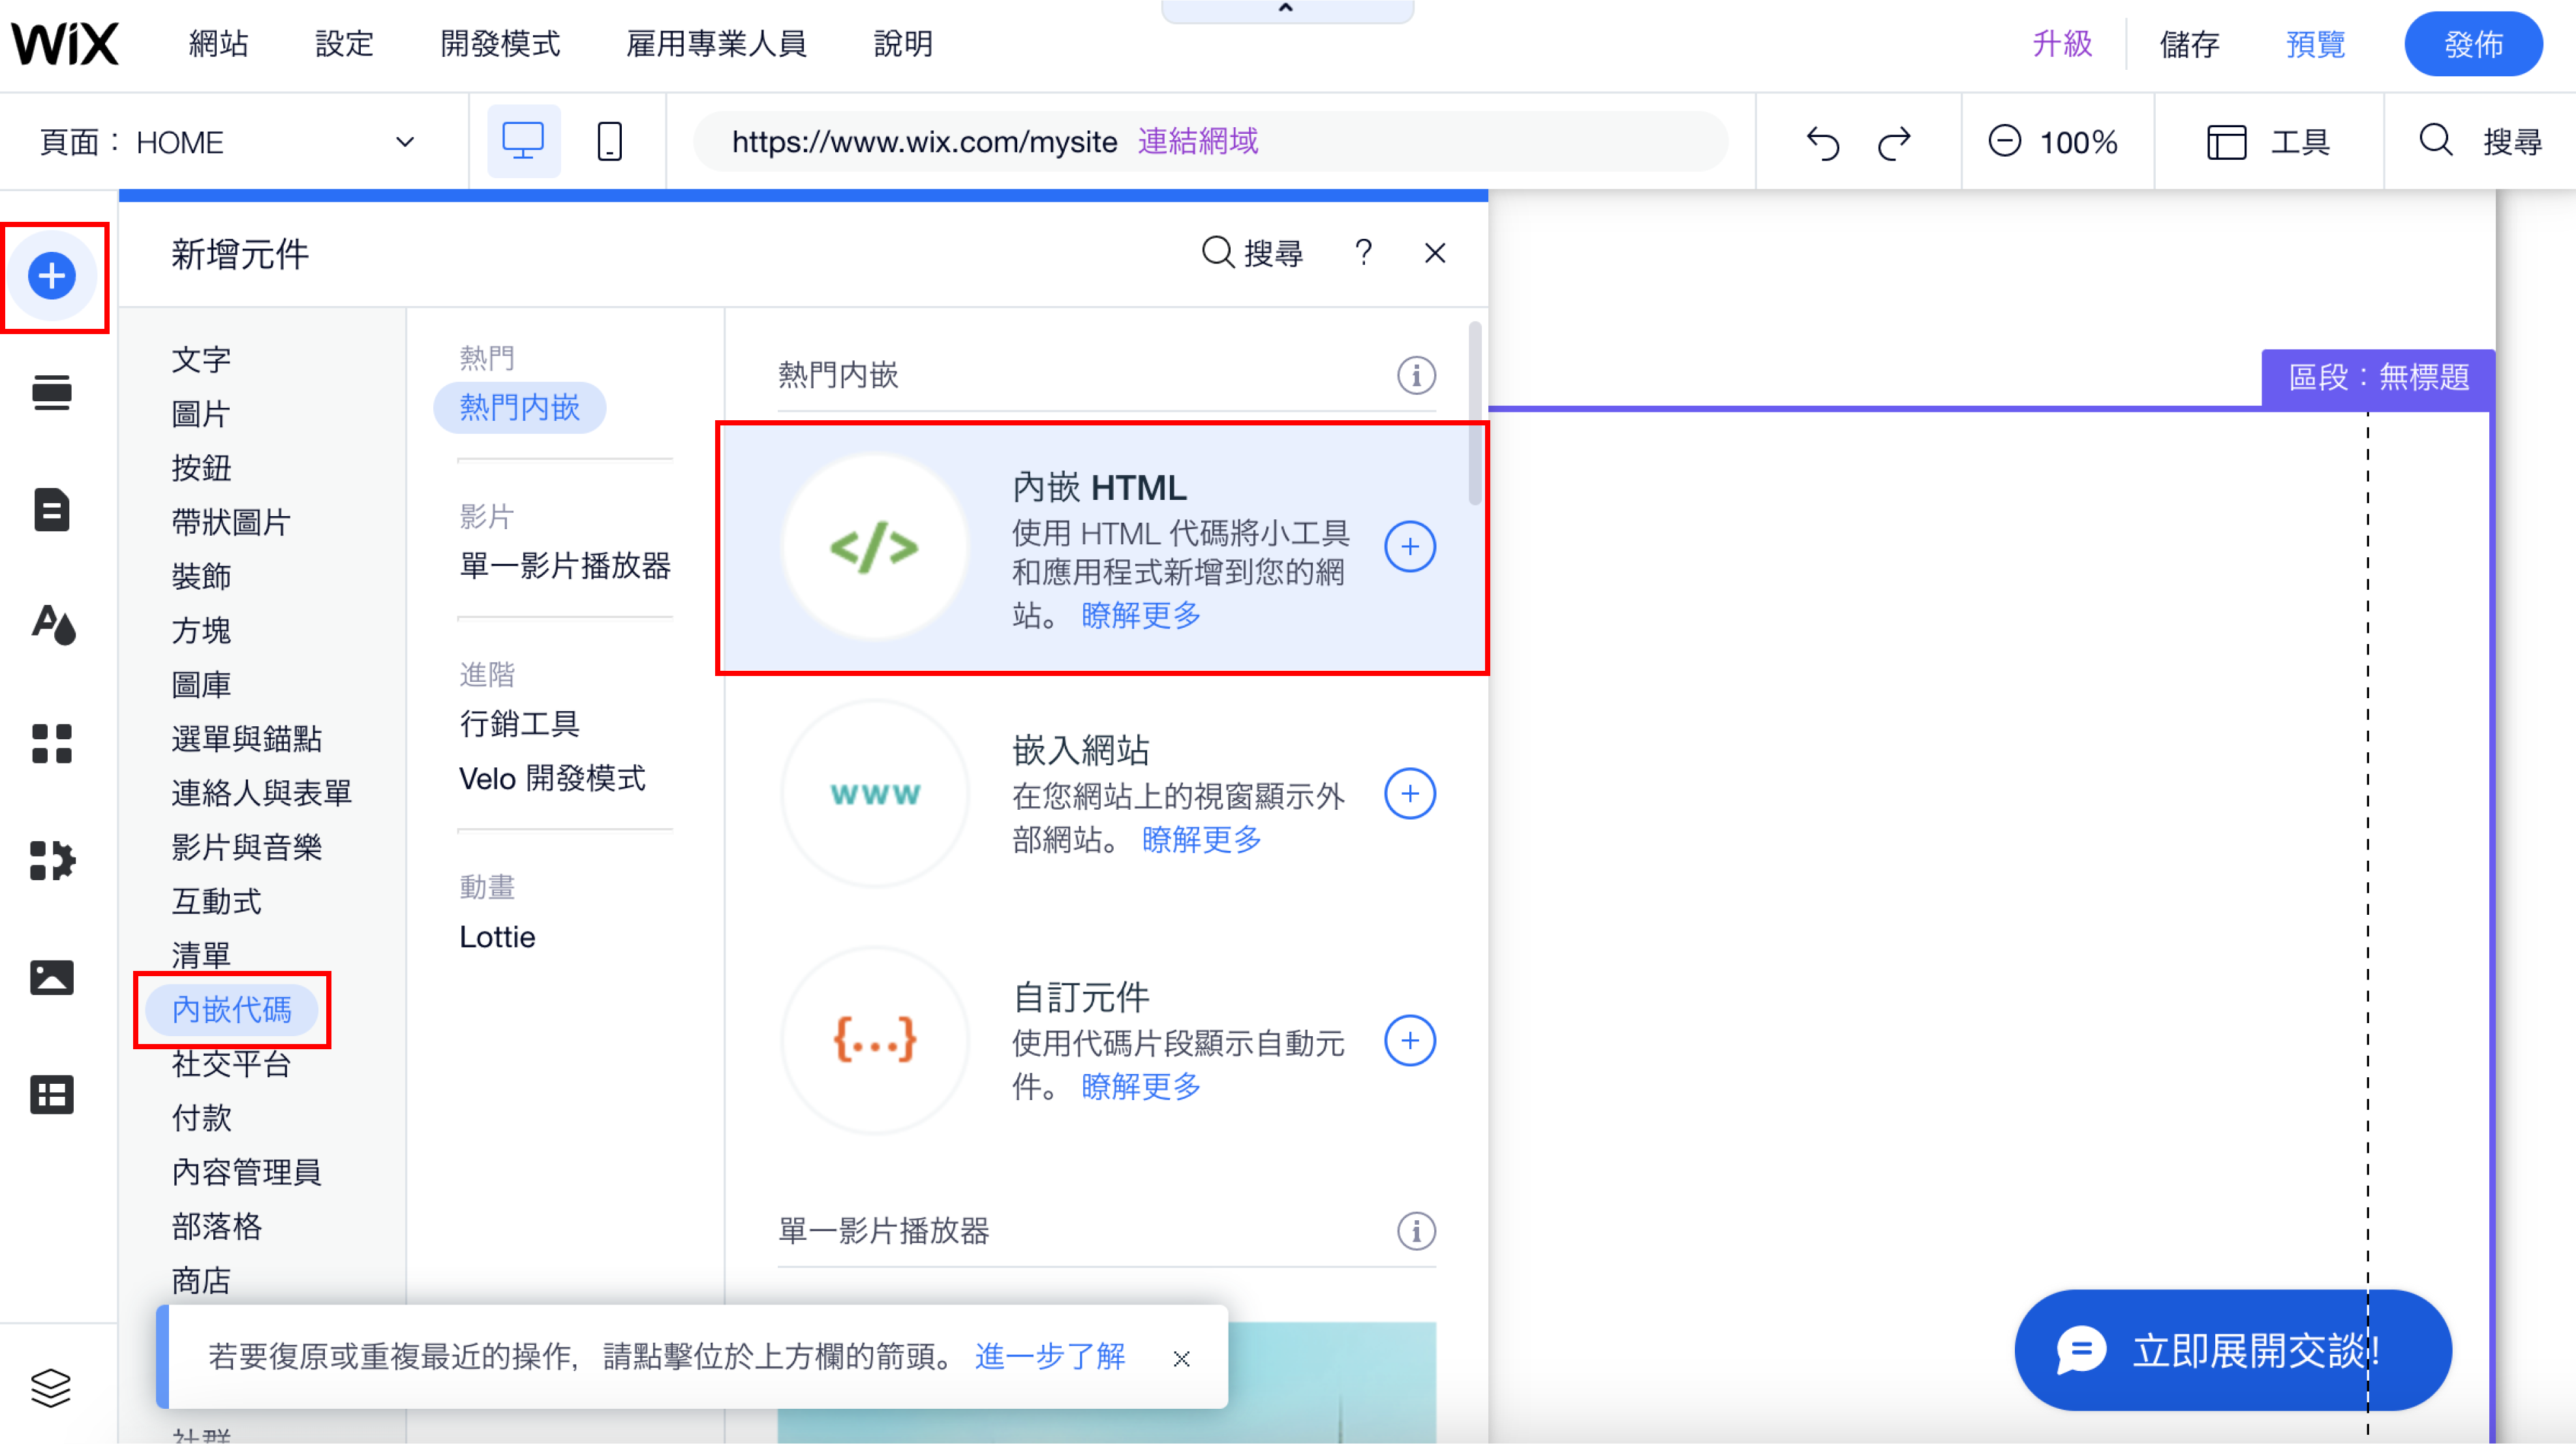 WiX 網站 設定 開發模式 雇用專業人員 說明 升級 儲存 預覽 發佈
頁面： HOME https://www.wix.com/mysite 連結網域 100% 工具 搜尋
新增元件 搜尋 ?
文字
圖片
按鈕
帶狀圖片
裝飾
方塊
圖庫
選單與錨點
連絡人與表單
影片與音樂
互動式
清單
內嵌代碼
社交平台
付款
內容管理員
部落格
商店
社群
熱門
熱門內嵌
影片
單一影片播放器
進階
行銷工具
Velo 開發模式
動畫
Lottie
熱門內嵌
</>
內嵌 HTML
使用 HTML 代碼將小工具
和應用程式新增到您的網
站。 瞭解更多
www
嵌入網站
在您網站上的視窗顯示外
部網站。 瞭解更多
{...}
自訂元件
使用代碼片段顯示自動元
件。 瞭解更多
單一影片播放器
區段：無標題
若要復原或重複最近的操作，請點擊位於上方欄的箭頭。 進一步了解
立即展開交談!